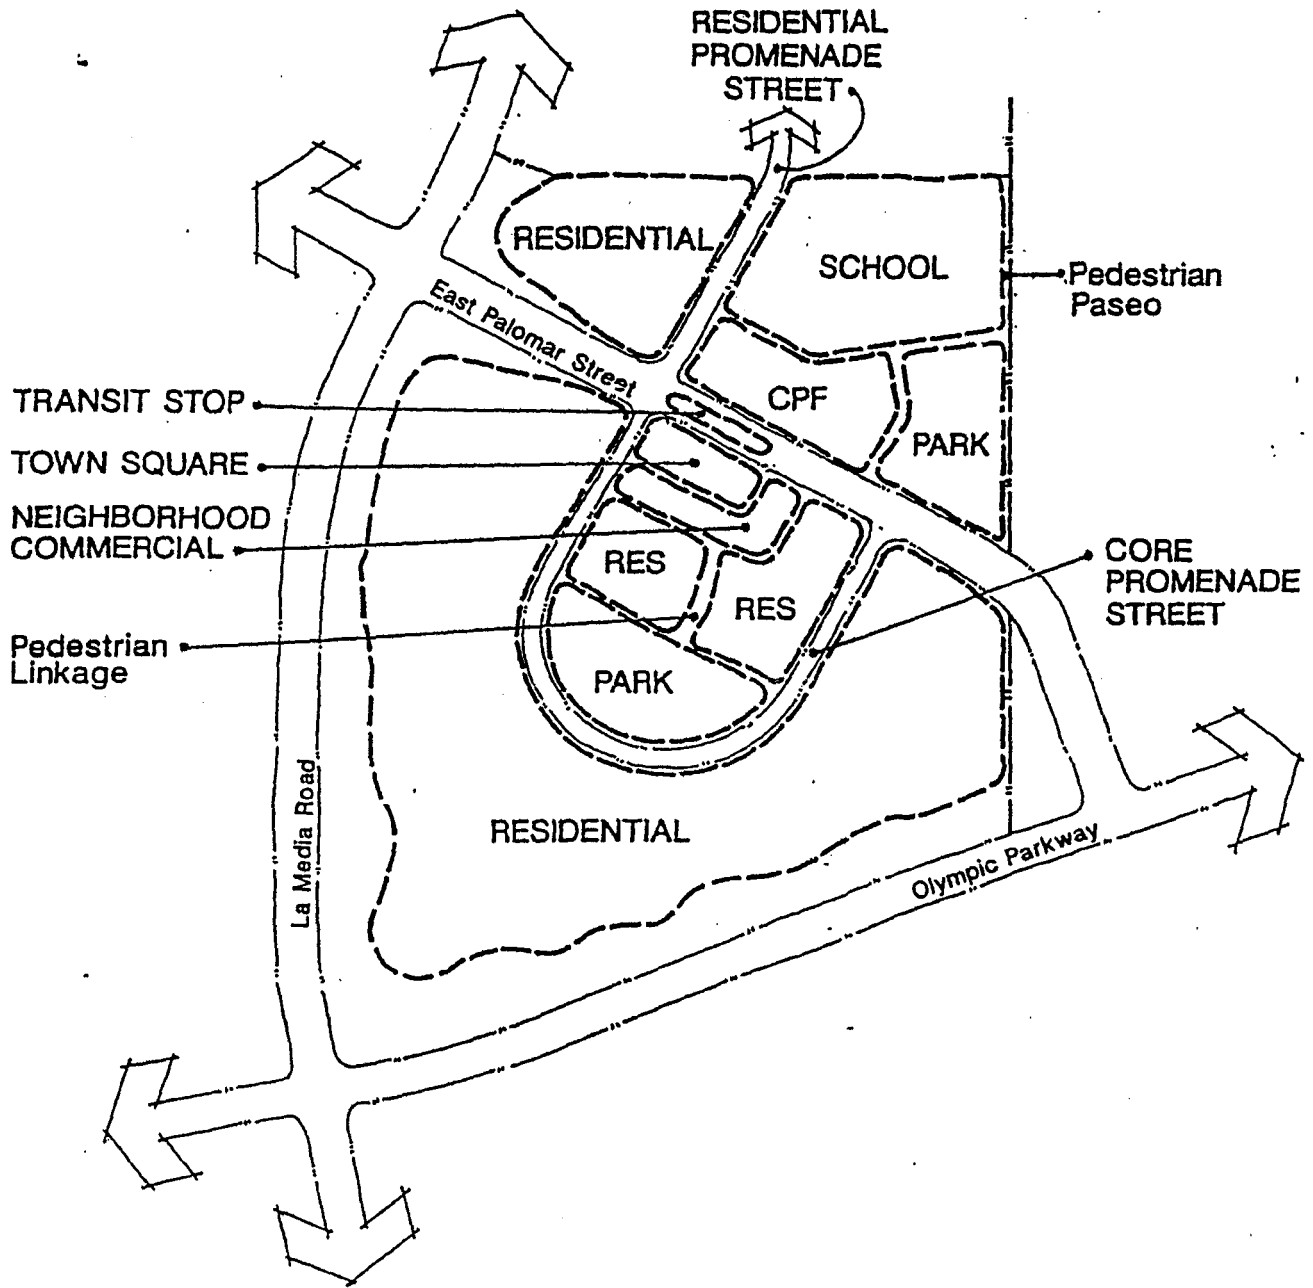 RESIDENTIAL
PROMENADE
STREET
RESIDENTIAL
SCHOOL
Pedestrian
Paseo
East Palomar Street
TRANSIT STOP
CPF
PARK
TOWN SQUARE
NEIGHBORHOOD
COMMERCIAL
RES
CORE
PROMENADE
STREET
RES
Pedestrian
Linkage
PARK
La Media Road
RESIDENTIAL
Olympic Parkway